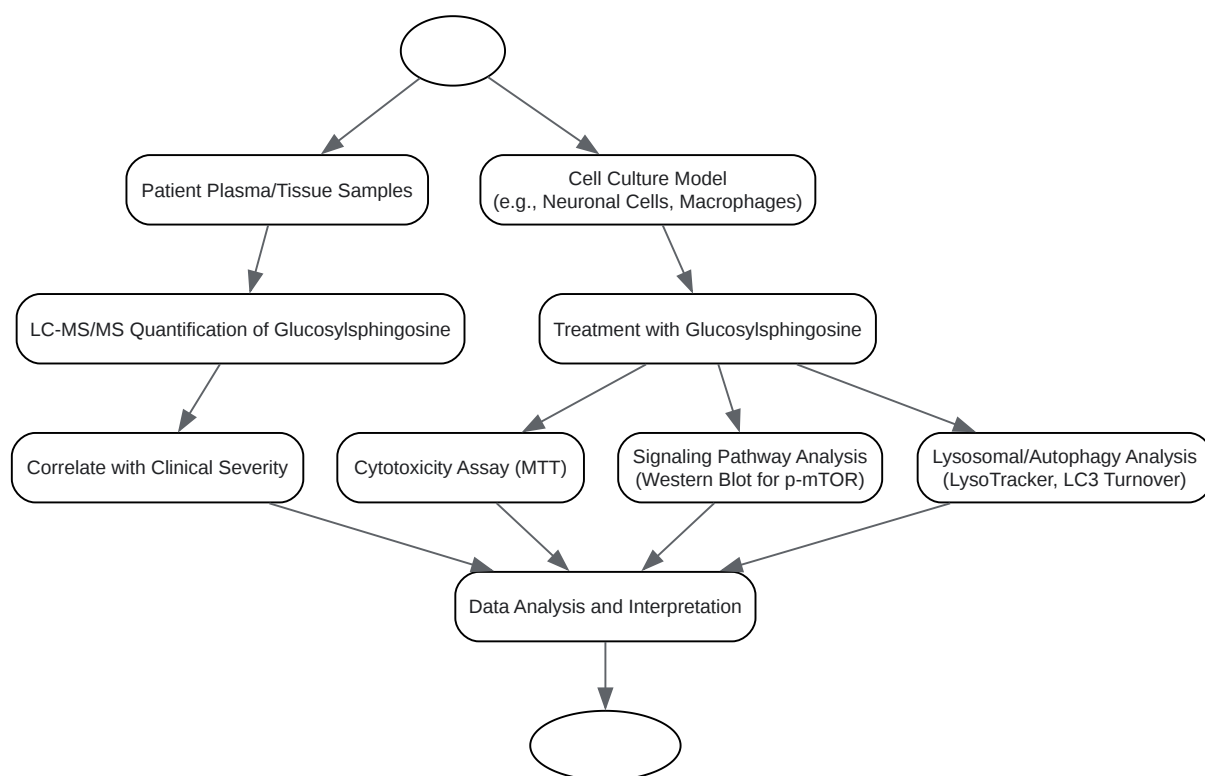 Patient Plasma/Tissue Samples
Cell Culture Model
(e.g., Neuronal Cells, Macrophages)
LC-MS/MS Quantification of Glucosylsphingosine
Treatment with Glucosylsphingosine
Correlate with Clinical Severity
Cytotoxicity Assay (MTT)
Signaling Pathway Analysis
(Western Blot for p-mTOR)
Lysosomal/Autophagy Analysis
(LysoTracker, LC3 Turnover)
Data Analysis and Interpretation